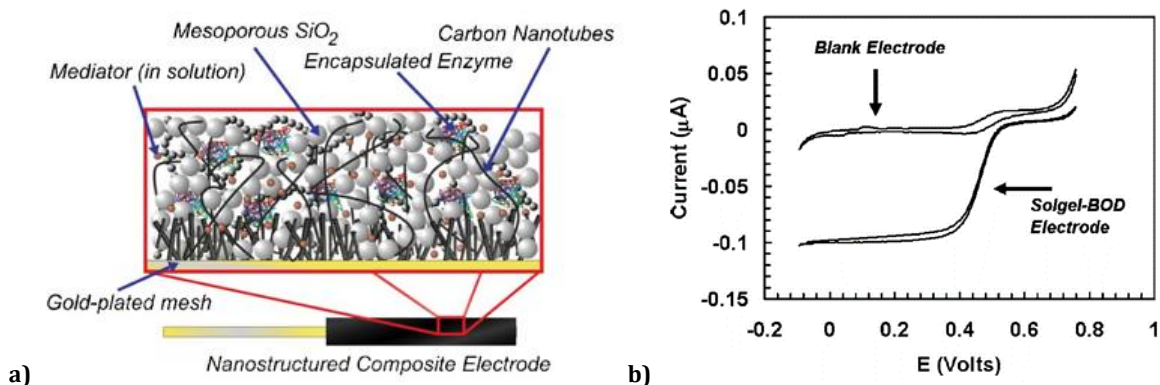 Mesoporous SiO2
Carbon Nanotubes
Mediator (in solution)
Encapsulated Enzyme
Gold-plated mesh
Nanostructured Composite Electrode
a)
0.1
0.05
0
-0.05
-0.1
-0.15
Current (µA)
Blank Electrode
Solgel-BOD
Electrode
-0.2 0 0.2 0.4 0.6 0.8 1
E (Volts)
b)